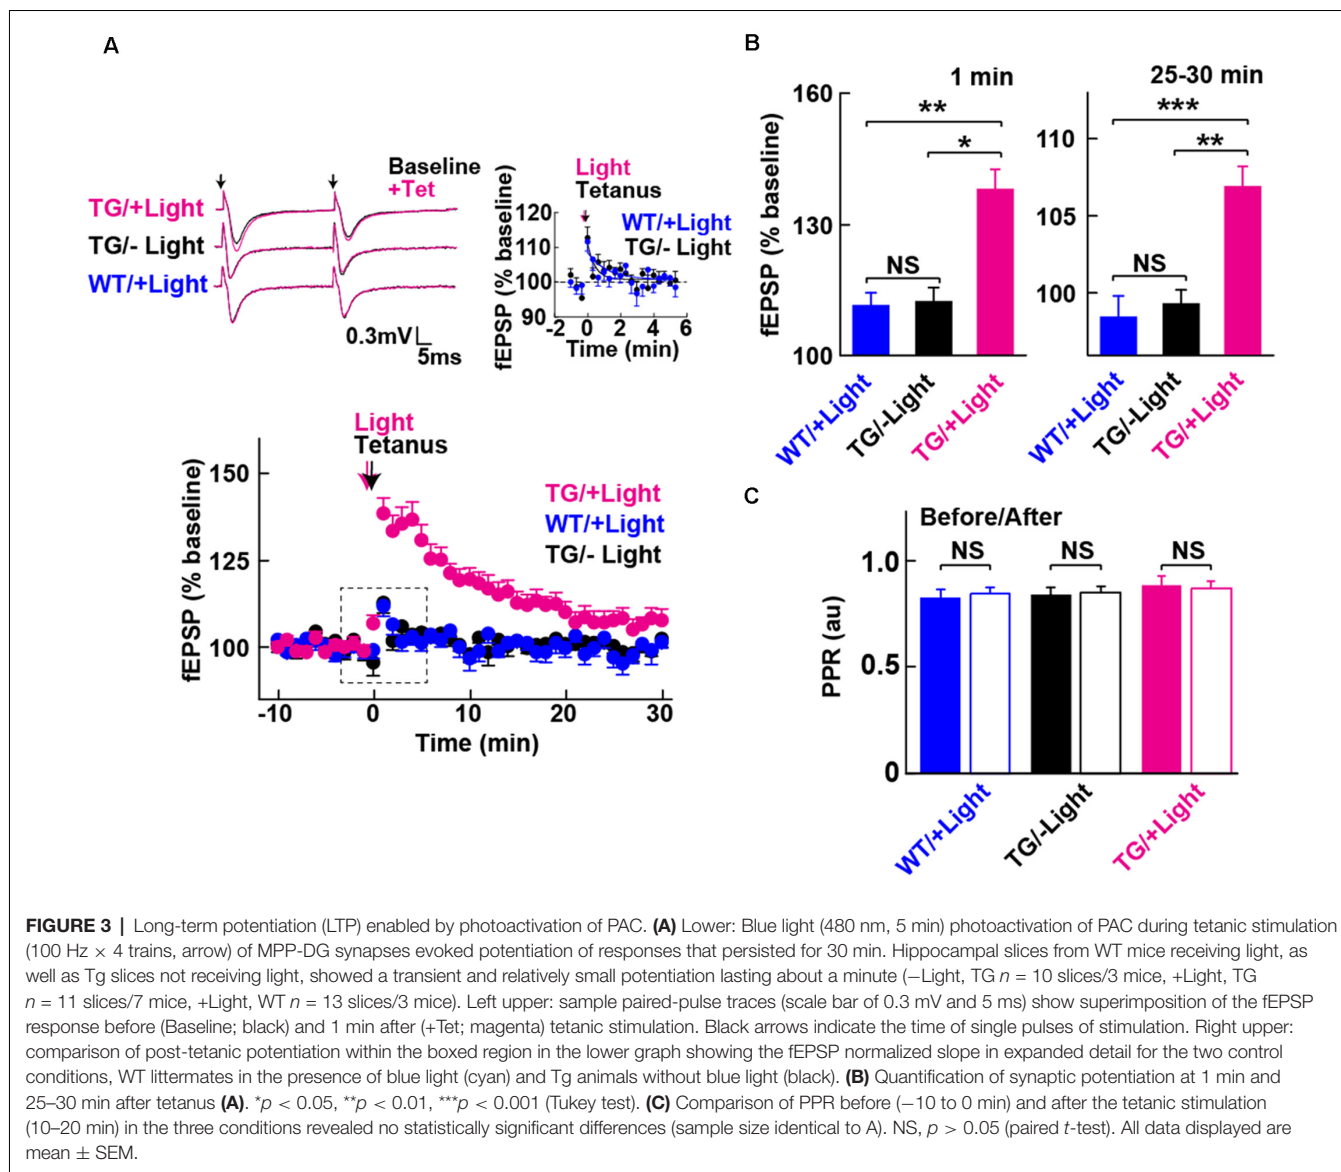 A
Baseline
+Tet
TG/+Light
TG/- Light
WT/+Light
0.3mV
5ms
Light
Tetanus
WT/+Light
TG/- Light
fEPSP (% baseline)
120
110
100
90
-2 0 2 4 6
Time (min)
Light
Tetanus
TG/+Light
WT/+Light
TG/- Light
fEPSP (% baseline)
150
125
100
-10 0 10 20 30
Time (min)
B
1 min
fEPSP (% baseline)
160
130
100
**
*
NS
WT/+Light
TG/-Light
TG/+Light
25-30 min
110
105
100
***
**
NS
WT/+Light
TG/-Light
TG/+Light
C
Before/After
PPR (au)
1.0
0.5
0
NS NS NS
WT/+Light
TG/-Light
TG/+Light
FIGURE 3 | Long-term potentiation (LTP) enabled by photoactivation of PAC. (A) Lower: Blue light (480 nm, 5 min) photoactivation of PAC during tetanic stimulation
(100 Hz × 4 trains, arrow) of MPP-DG synapses evoked potentiation of responses that persisted for 30 min. Hippocampal slices from WT mice receiving light, as
well as Tg slices not receiving light, showed a transient and relatively small potentiation lasting about a minute (−Light, TG n = 10 slices/3 mice, +Light, TG
n = 11 slices/7 mice, +Light, WT n = 13 slices/3 mice). Left upper: sample paired-pulse traces (scale bar of 0.3 mV and 5 ms) show superimposition of the fEPSP
response before (Baseline; black) and 1 min after (+Tet; magenta) tetanic stimulation. Black arrows indicate the time of single pulses of stimulation. Right upper:
comparison of post-tetanic potentiation within the boxed region in the lower graph showing the fEPSP normalized slope in expanded detail for the two control
conditions, WT littermates in the presence of blue light (cyan) and Tg animals without blue light (black). (B) Quantification of synaptic potentiation at 1 min and
25–30 min after tetanus (A). *p < 0.05, **p < 0.01, ***p < 0.001 (Tukey test). (C) Comparison of PPR before (−10 to 0 min) and after the tetanic stimulation
(10–20 min) in the three conditions revealed no statistically significant differences (sample size identical to A). NS, p > 0.05 (paired t-test). All data displayed are
mean ± SEM.